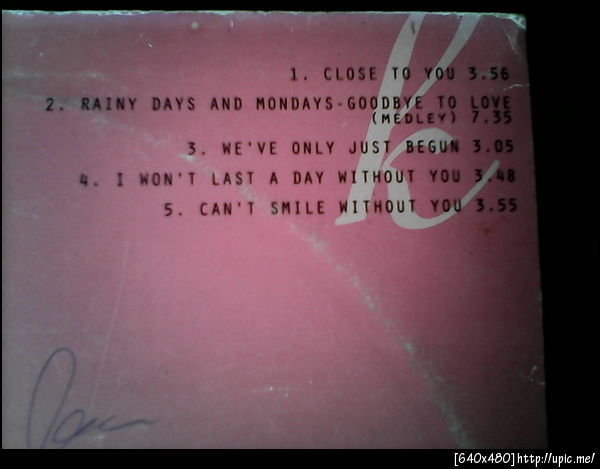 1. CLOSE TO YOU 3.56
2. RAINY DAYS AND MONDAYS-GOODBYE TO LOVE
(MEDLEY) 7.35
3. WE'VE ONLY JUST BEGUN 3.05
4. I WON'T LAST A DAY WITHOUT YOU 3.48
5. CAN'T SMILE WITHOUT YOU 3.55
k
[640x480]http://upic.me/